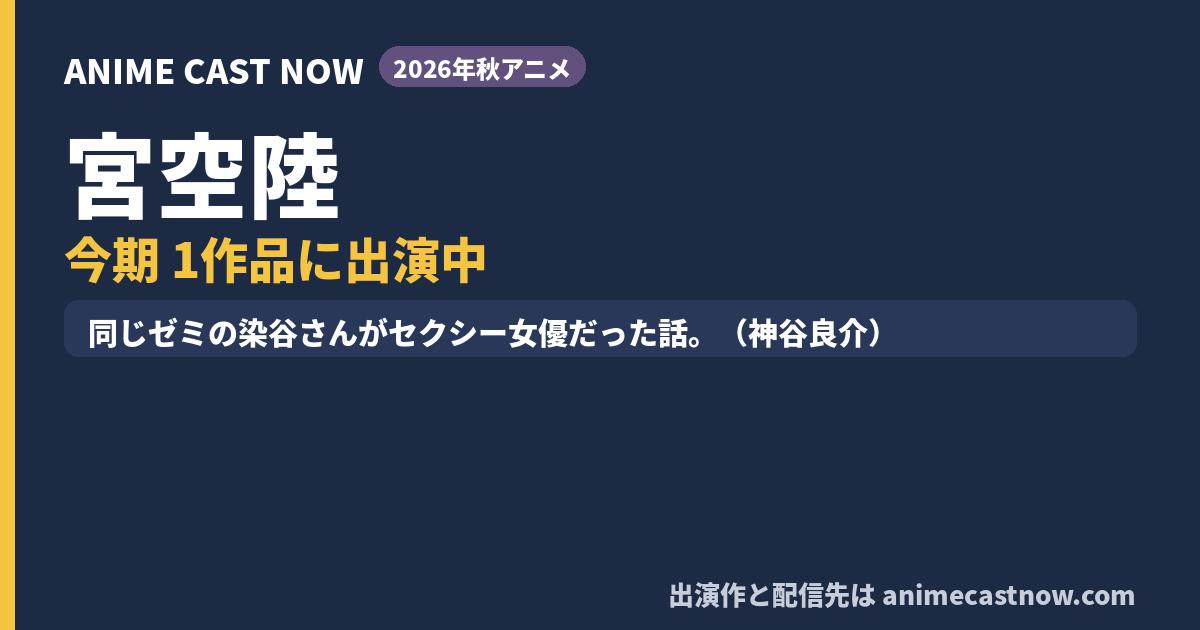 ANIME CAST NOW 2026年秋アニメ
宮空陸
今期 1作品に出演中
同じゼミの染谷さんがセクシー女優だった話。（神谷良介）
出演作と配信先は animecastnow.com